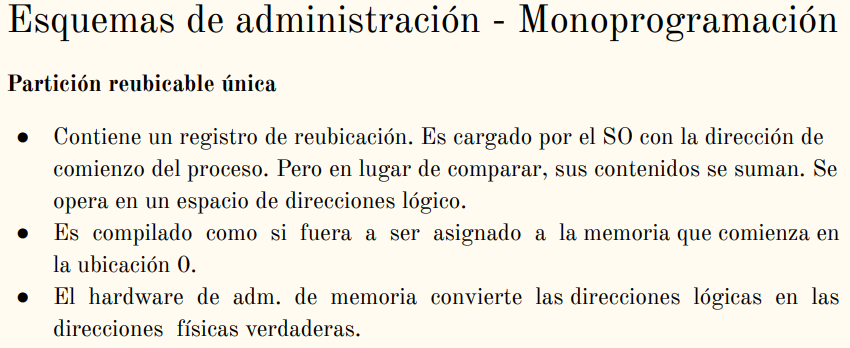 Esquemas de administración - Monoprogramación
Partición reubicable única
● Contiene un registro de reubicación. Es cargado por el SO con la dirección de
comienzo del proceso. Pero en lugar de comparar, sus contenidos se suman. Se
opera en un espacio de direcciones lógico.
● Es compilado como si fuera a ser asignado a la memoria que comienza en
la ubicación 0.
● El hardware de adm. de memoria convierte las direcciones lógicas en las
direcciones físicas verdaderas.